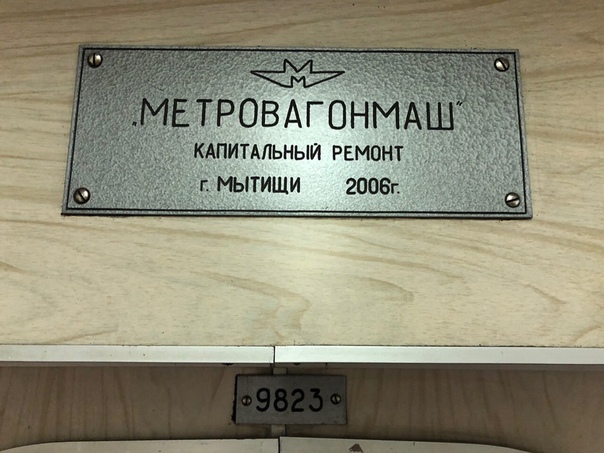 „МЕТРОВАГОНМАШ“
КАПИТАЛЬНЫЙ РЕМОНТ
г. МЫТИЩИ 2006г.
9823